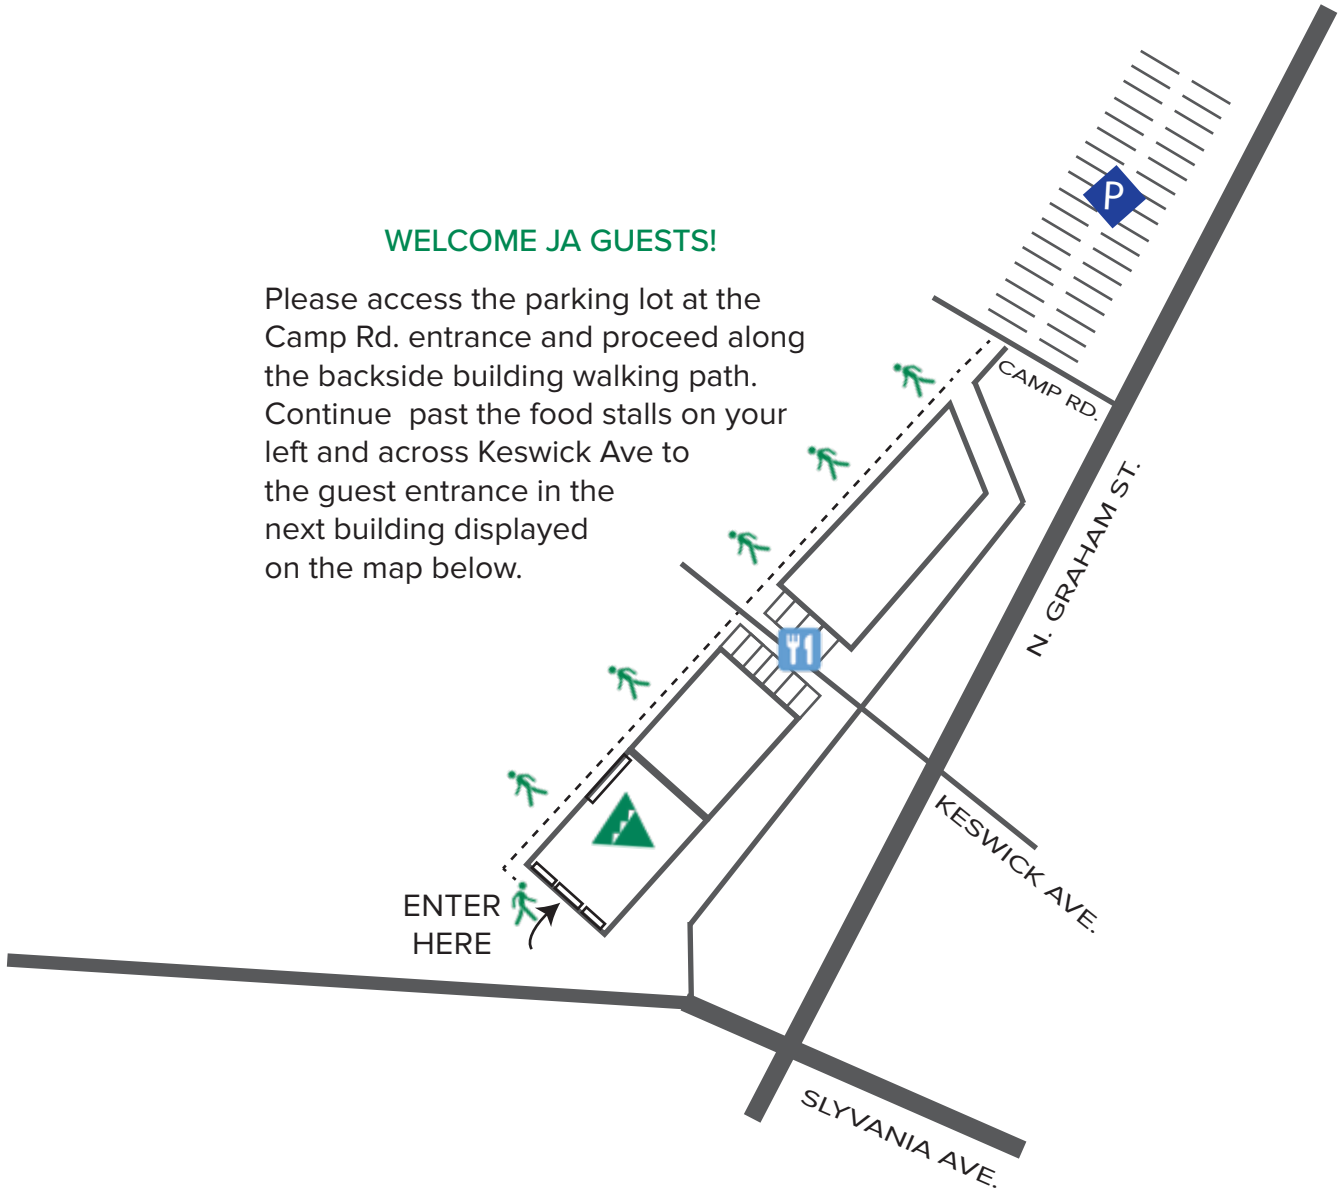 WELCOME JA GUESTS!
Please access the parking lot at the
Camp Rd. entrance and proceed along
the backside building walking path.
Continue  past the food stalls on your
left and across Keswick Ave to
the guest entrance in the
next building displayed
on the map below.
P
CAMP RD.
N. GRAHAM ST.
KESWICK AVE.
ENTER
HERE
SLYVANIA AVE.